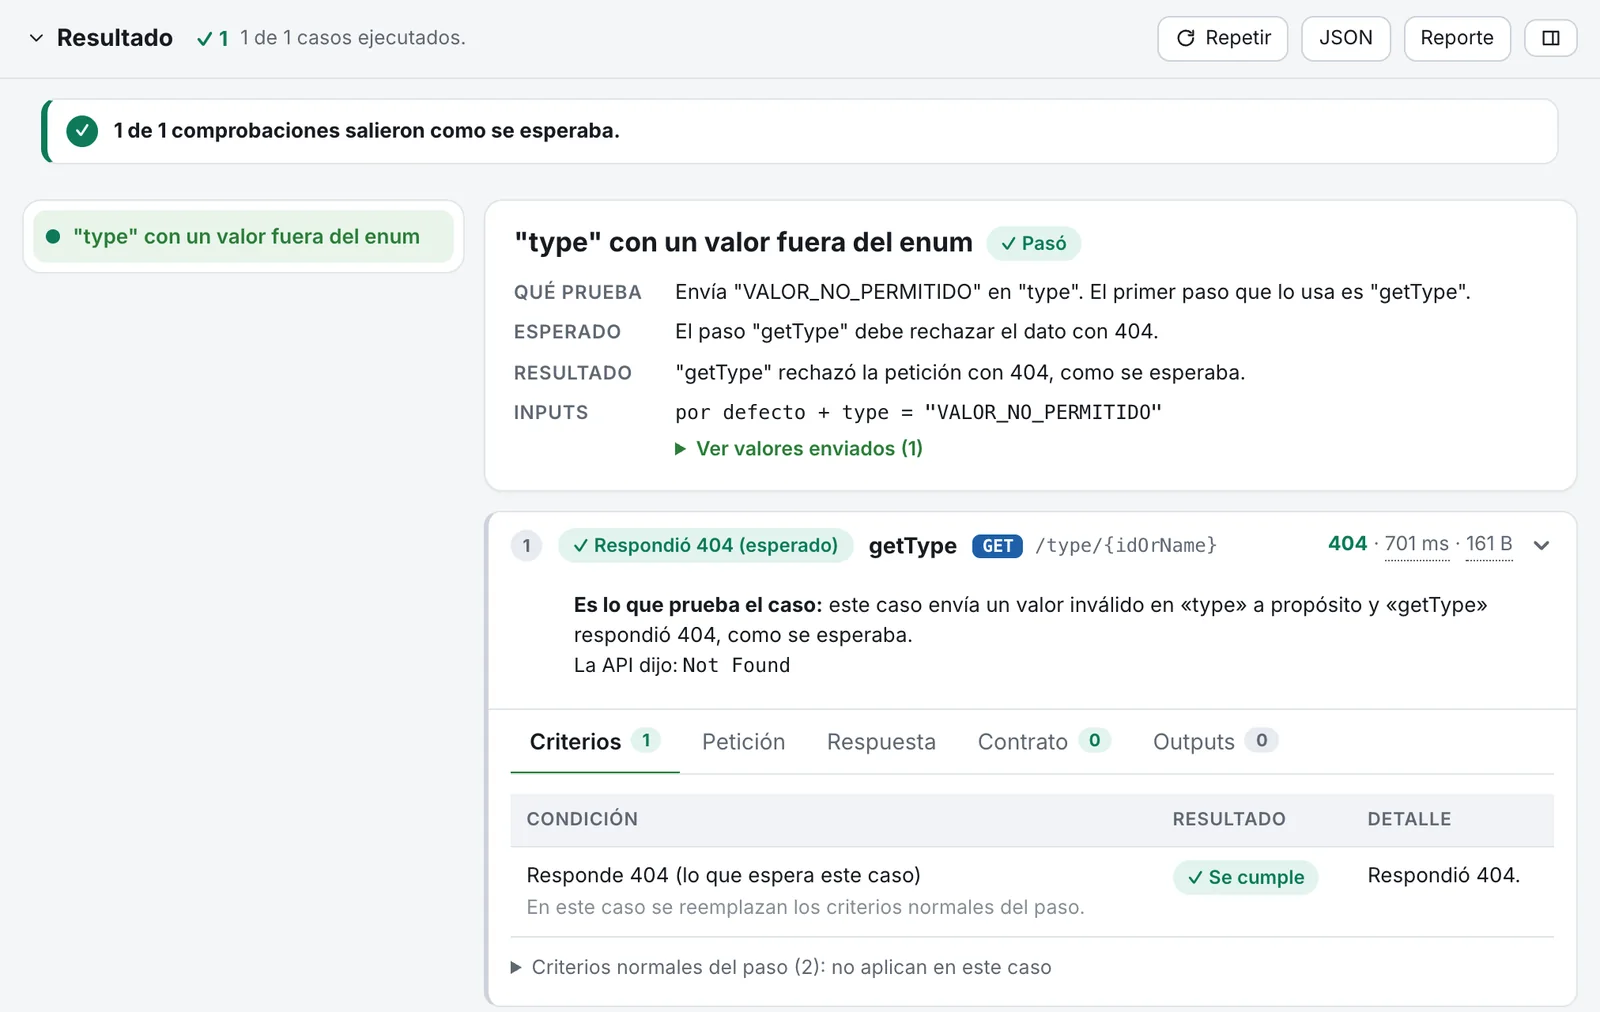 Resultado ✓ 1 1 de 1 casos ejecutados. Repetir JSON Reporte
1 de 1 comprobaciones salieron como se esperaba.
"type" con un valor fuera del enum
"type" con un valor fuera del enum ✓ Pasó
QUÉ PRUEBA Envía "VALOR_NO_PERMITIDO" en "type". El primer paso que lo usa es "getType".
ESPERADO El paso "getType" debe rechazar el dato con 404.
RESULTADO "getType" rechazó la petición con 404, como se esperaba.
INPUTS por defecto + type = "VALOR_NO_PERMITIDO"
▶ Ver valores enviados (1)
1 ✓ Respondió 404 (esperado) getType GET /type/{idOrName} 404 · 701 ms · 161 B
Es lo que prueba el caso: este caso envía un valor inválido en «type» a propósito y «getType»
respondió 404, como se esperaba.
La API dijo: Not Found
Criterios 1 Petición Respuesta Contrato 0 Outputs 0
CONDICIÓN RESULTADO DETALLE
Responde 404 (lo que espera este caso) ✓ Se cumple Respondió 404.
En este caso se reemplazan los criterios normales del paso.
▶ Criterios normales del paso (2): no aplican en este caso